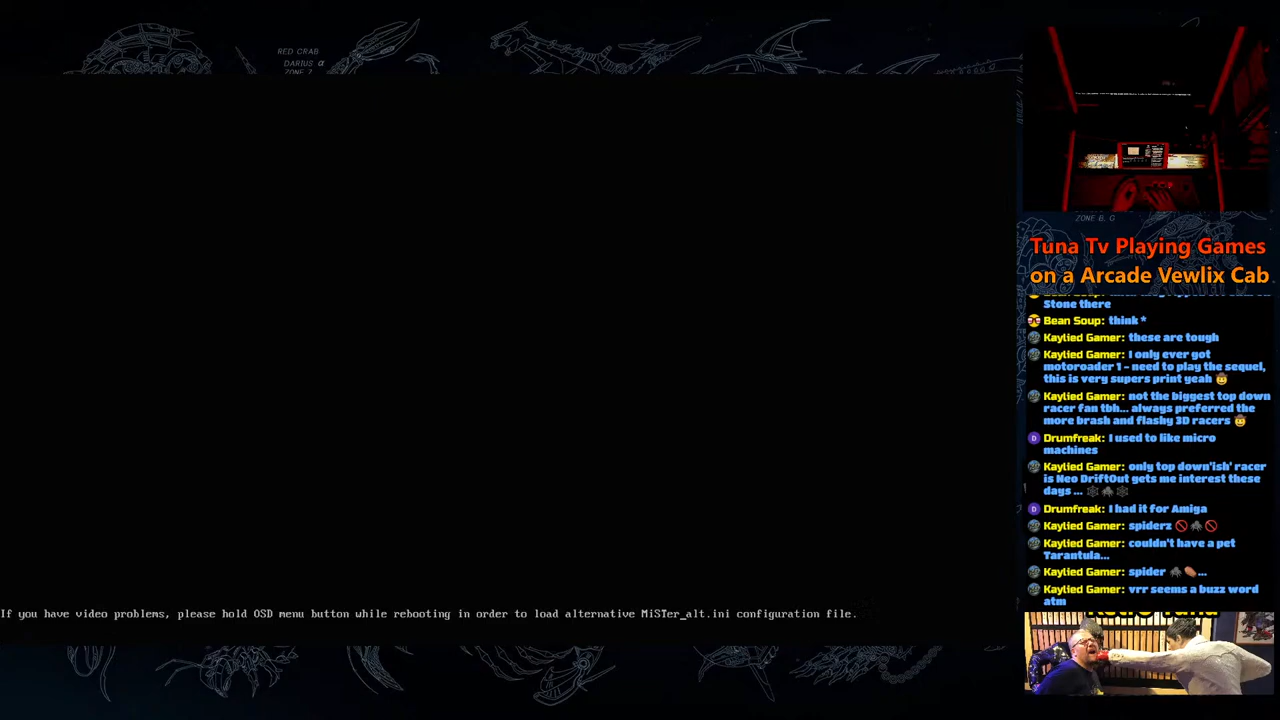 RED CRAB
DARIUS α
ZONE Z
ZONE B, G
Tuna Tv Playing Games
on a Arcade Vewlix Cab
Stone there
Bean Soup: think *
Kaylied Gamer: these are tough
Kaylied Gamer: I only ever got
motoroader 1 - need to play the sequel,
this is very supers print yeah 🤠
Kaylied Gamer: not the biggest top down
racer fan tbh... always preferred the
more brash and flashy 3D racers 🤠
D Drumfreak: I used to like micro
machines
Kaylied Gamer: only top down'ish' racer
is Neo DriftOut gets me interest these
days ... 🕸️🕷️🕸️
D Drumfreak: I had it for Amiga
Kaylied Gamer: spiderz 🚫🕷️🚫
Kaylied Gamer: couldn't have a pet
Tarantula...
Kaylied Gamer: spider 🕷️⚰️...
Kaylied Gamer: vrr seems a buzz word
atm
If you have video problems, please hold OSD menu button while rebooting in order to load alternative MiSTer_alt.ini configuration file.